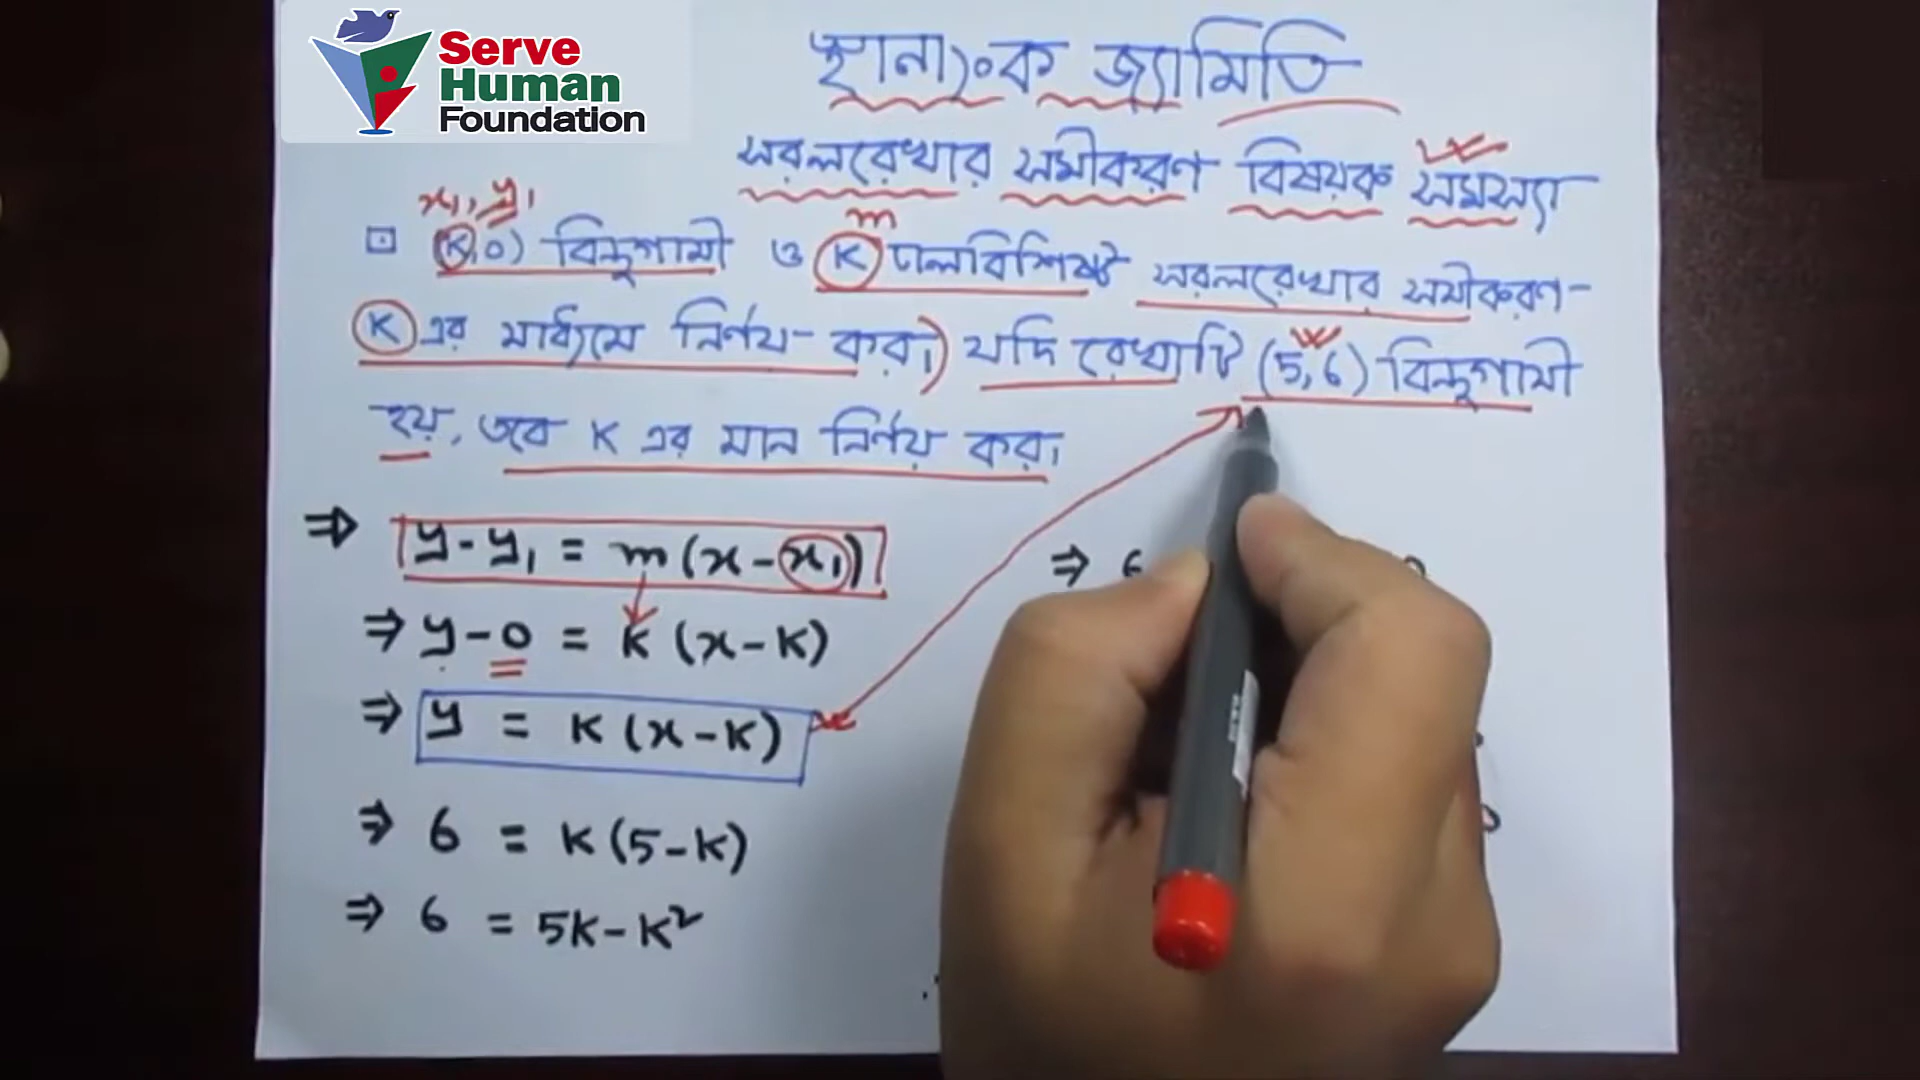 Serve
Human
Foundation
স্থানাংক জ্যামিতি
সরলরেখার সমীকরণ বিষয়ক সমস্যা
x₁, y₁
m
(K,0) বিন্দুগামী ও K ঢালবিশিষ্ট সরলরেখার সমীকরণ
K এর মাধ্যমে নির্ণয় কর। যদি রেখাটি (5,6) বিন্দুগামী
হয়, তবে K এর মান নির্ণয় কর।
⇒ y - y₁ = m(x - x₁)
⇒ y - 0 = k (x - K)
⇒ y = K (x - K)
⇒ 6 = K (5 - K)
⇒ 6 = 5K - K²
⇒ 6